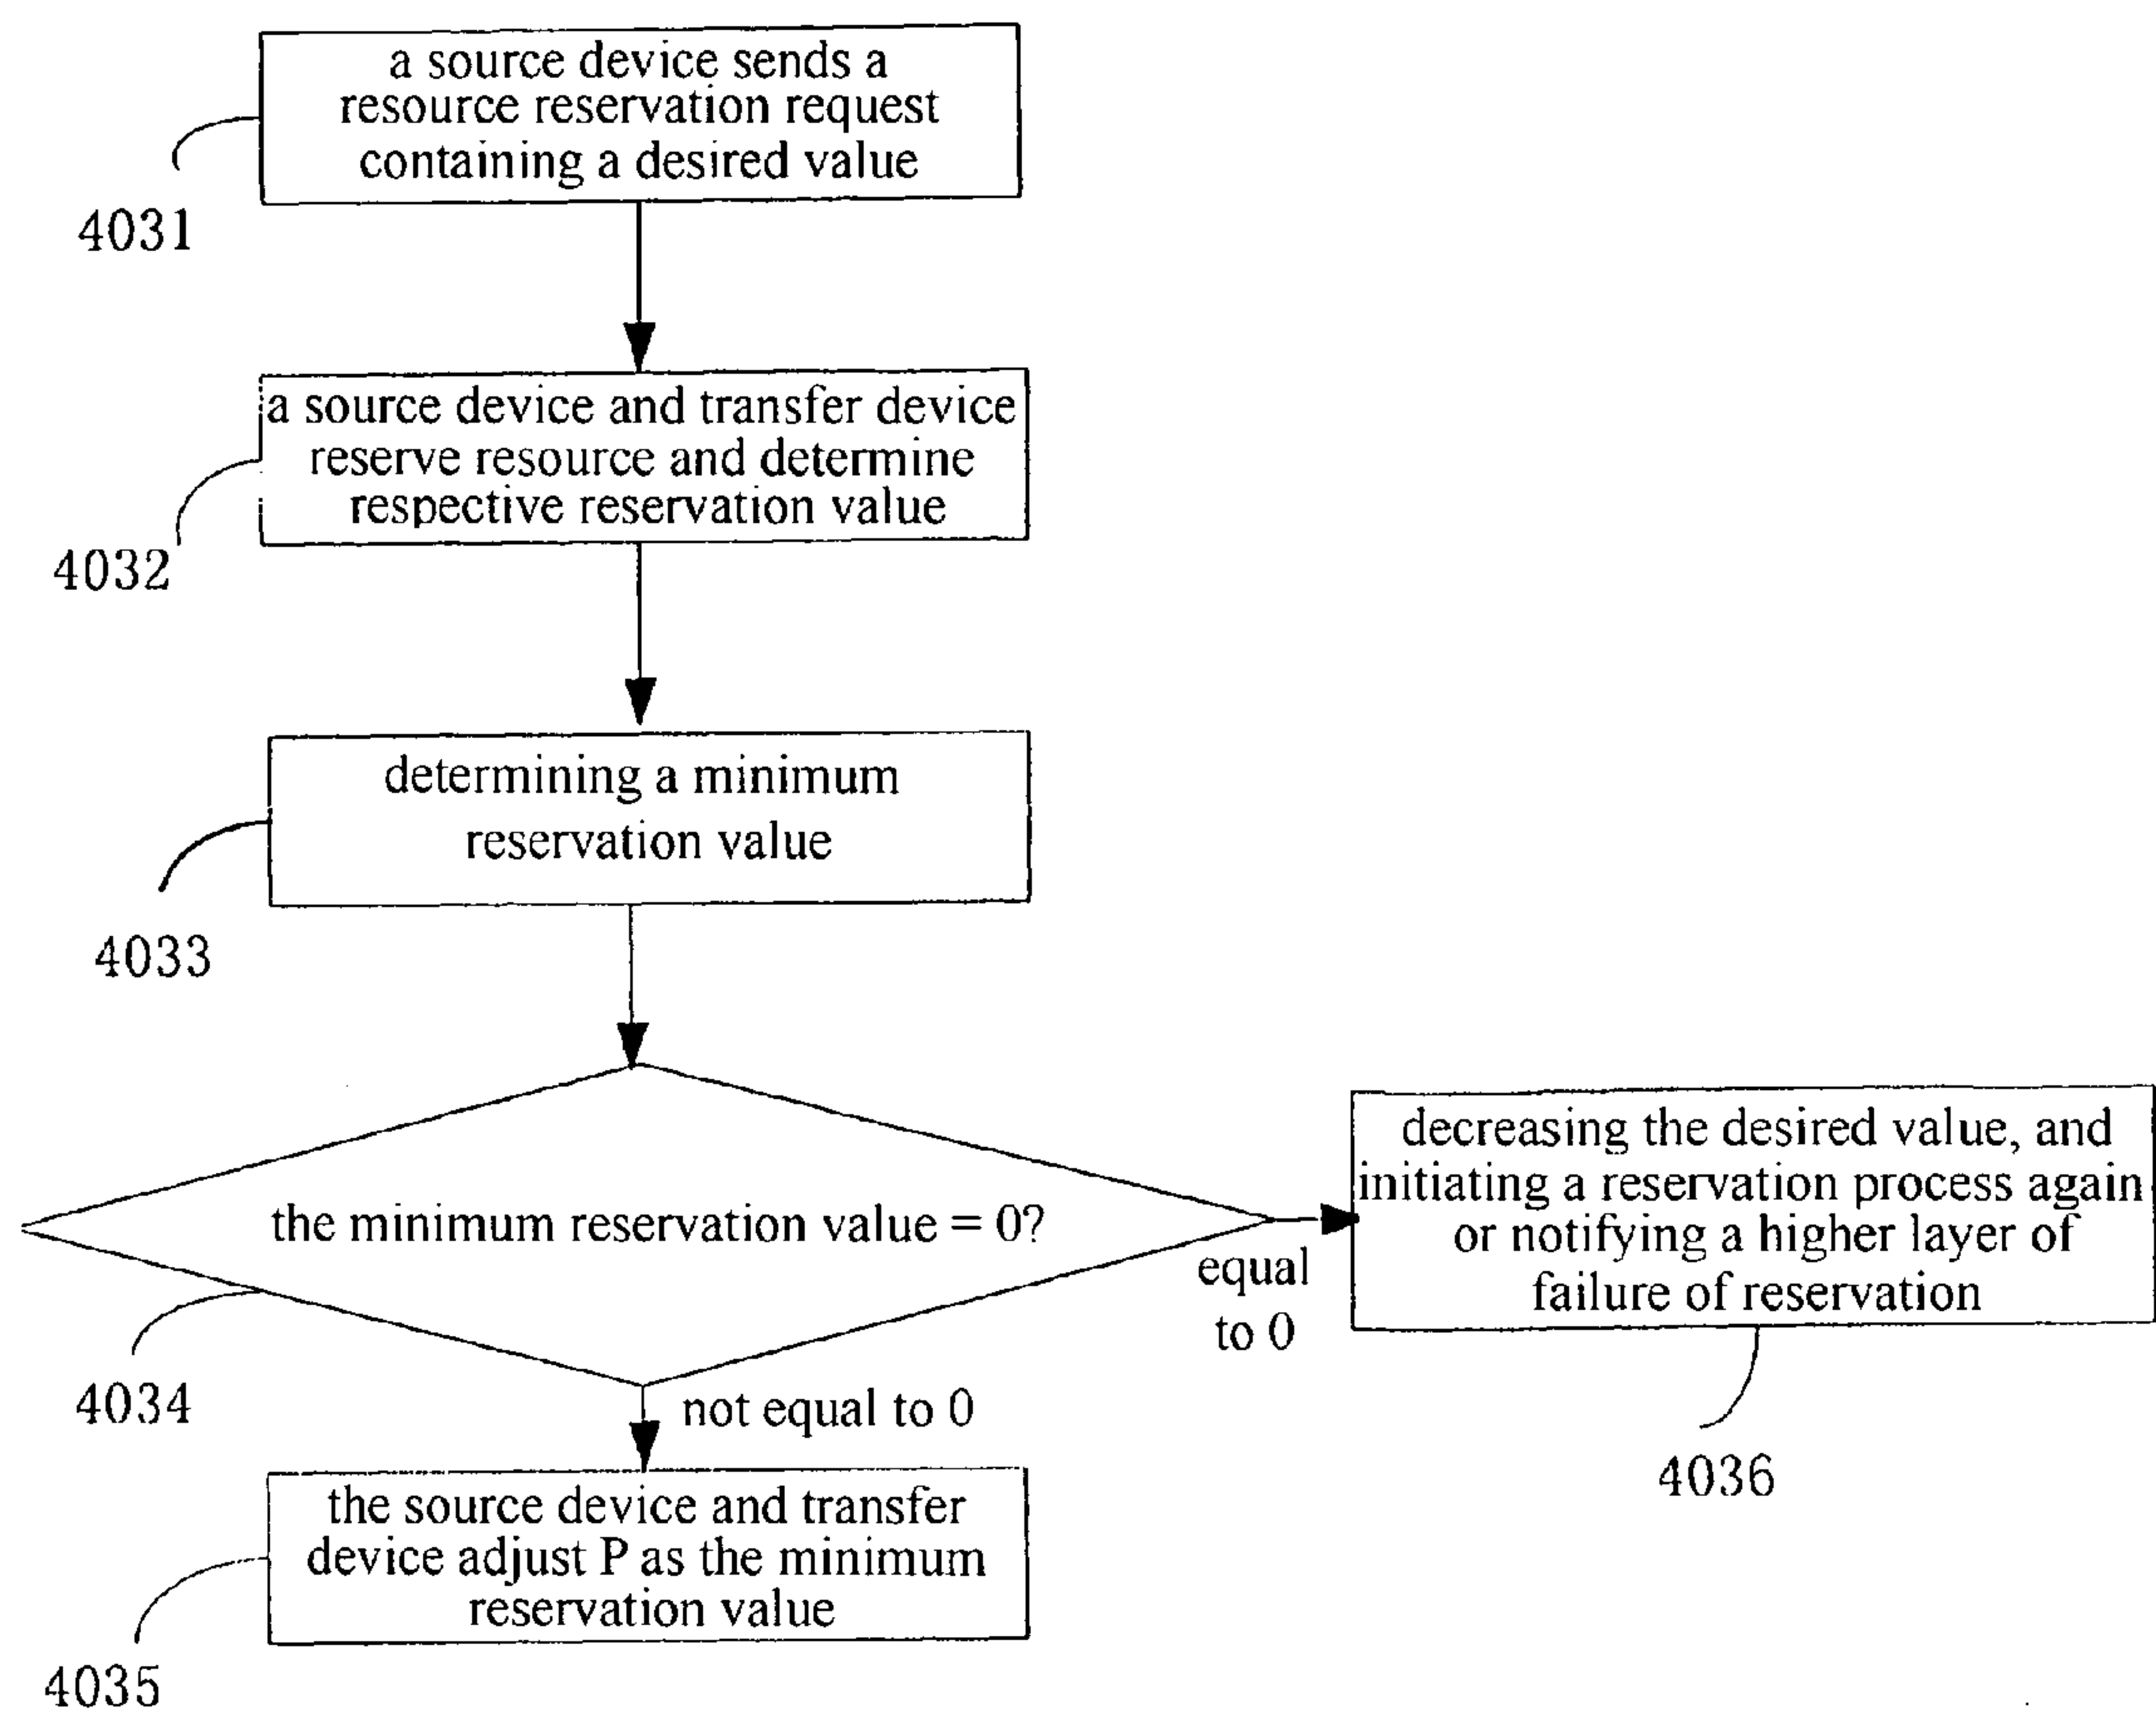 a source device sends a
resource reservation request
containing a desired value
4031
a source device and transfer device
reserve resource and determine
respective reservation value
4032
determining a minimum
reservation value
4033
the minimum reservation value = 0?
4034
equal
to 0
decreasing the desired value, and
initiating a reservation process again
or notifying a higher layer of
failure of reservation
4036
not equal to 0
the source device and transfer
device adjust P as the minimum
reservation value
4035